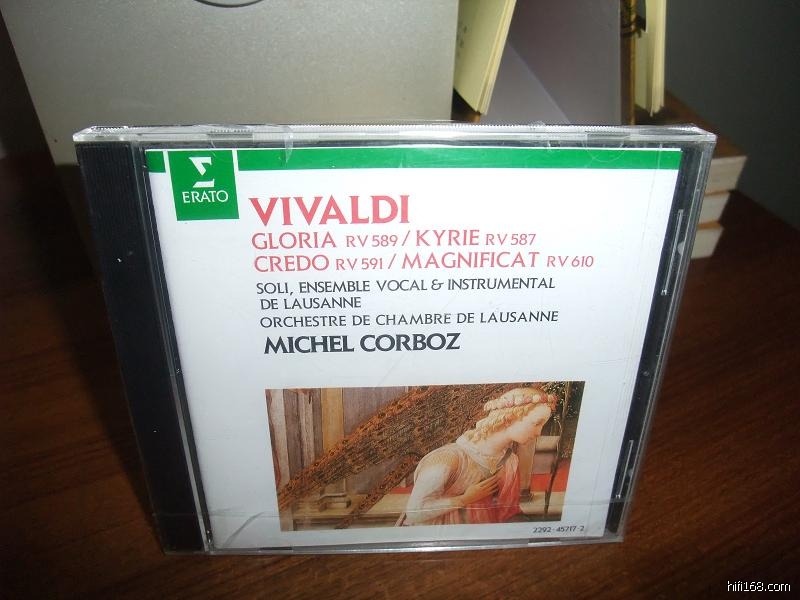 Σ
ERATO
VIVALDI
GLORIA RV 589 / KYRIE RV 587
CREDO RV 591 / MAGNIFICAT RV 610
SOLI, ENSEMBLE VOCAL & INSTRUMENTAL
DE LAUSANNE
ORCHESTRE DE CHAMBRE DE LAUSANNE
MICHEL CORBOZ
2292-45717-2
hifi168.com